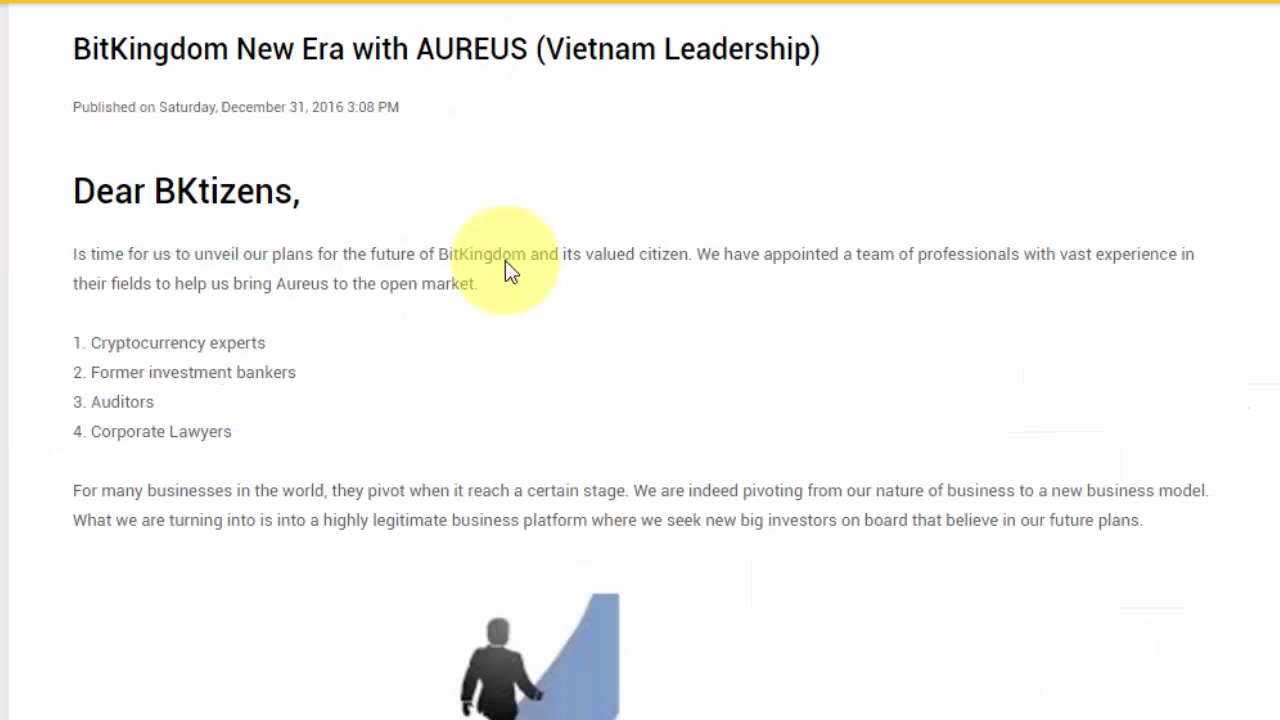 BitKingdom New Era with AUREUS (Vietnam Leadership)
Published on Saturday, December 31, 2016 3:08 PM
Dear BKtizens,
Is time for us to unveil our plans for the future of BitKingdom and its valued citizen. We have appointed a team of professionals with vast experience in
their fields to help us bring Aureus to the open market.
1. Cryptocurrency experts
2. Former investment bankers
3. Auditors
4. Corporate Lawyers
For many businesses in the world, they pivot when it reach a certain stage. We are indeed pivoting from our nature of business to a new business model.
What we are turning into is into a highly legitimate business platform where we seek new big investors on board that believe in our future plans.